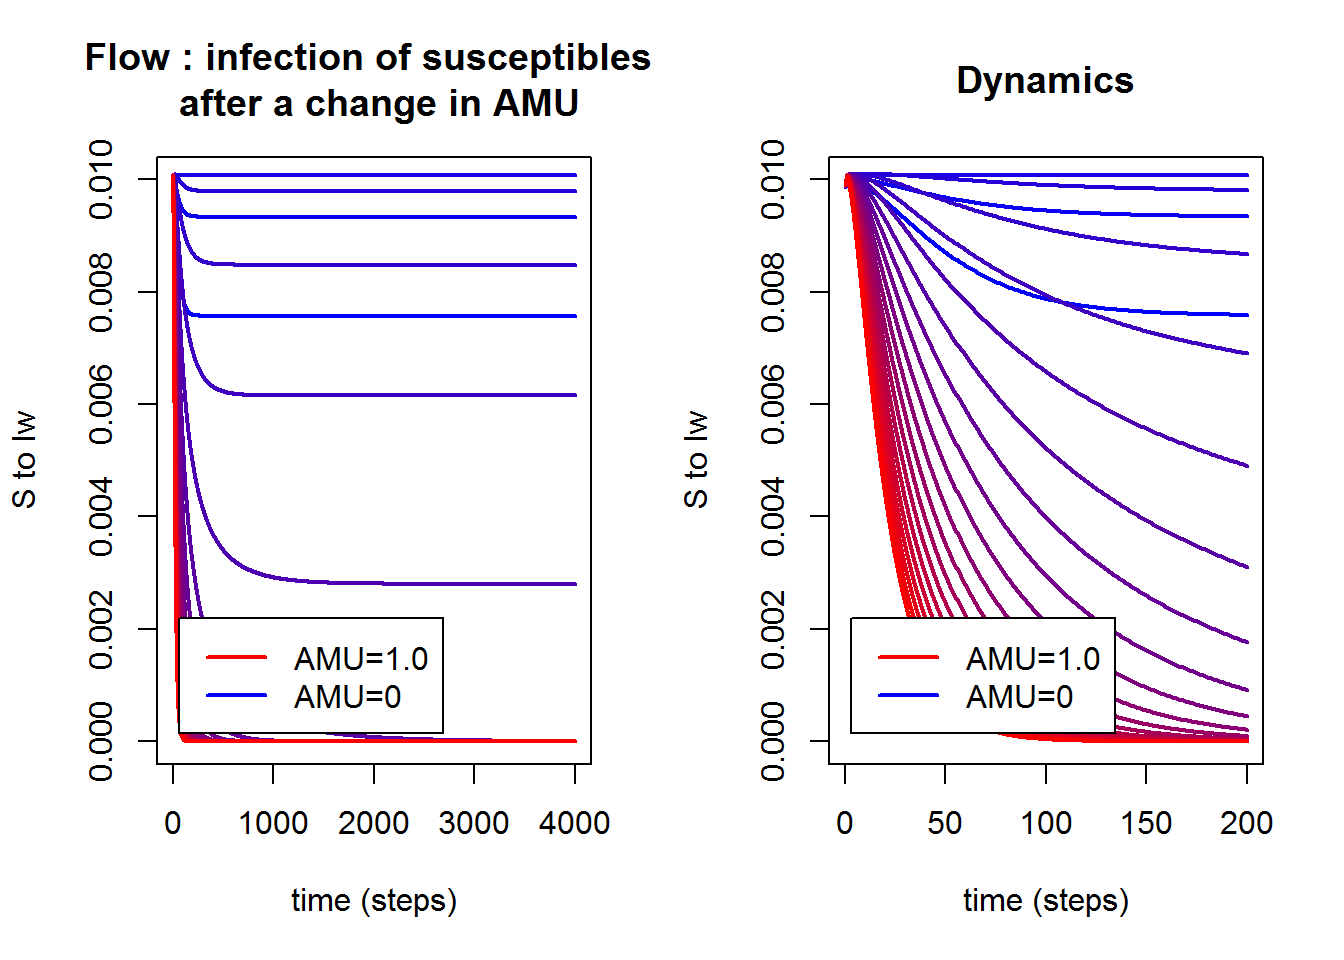 Flow : infection of susceptibles
after a change in AMU
S to Iw
0.010
0.008
0.006
0.004
0.002
0.000
AMU=1.0
AMU=0
0 1000 2000 3000 4000
time (steps)
Dynamics
S to Iw
0.010
0.008
0.006
0.004
0.002
0.000
AMU=1.0
AMU=0
0 50 100 150 200
time (steps)